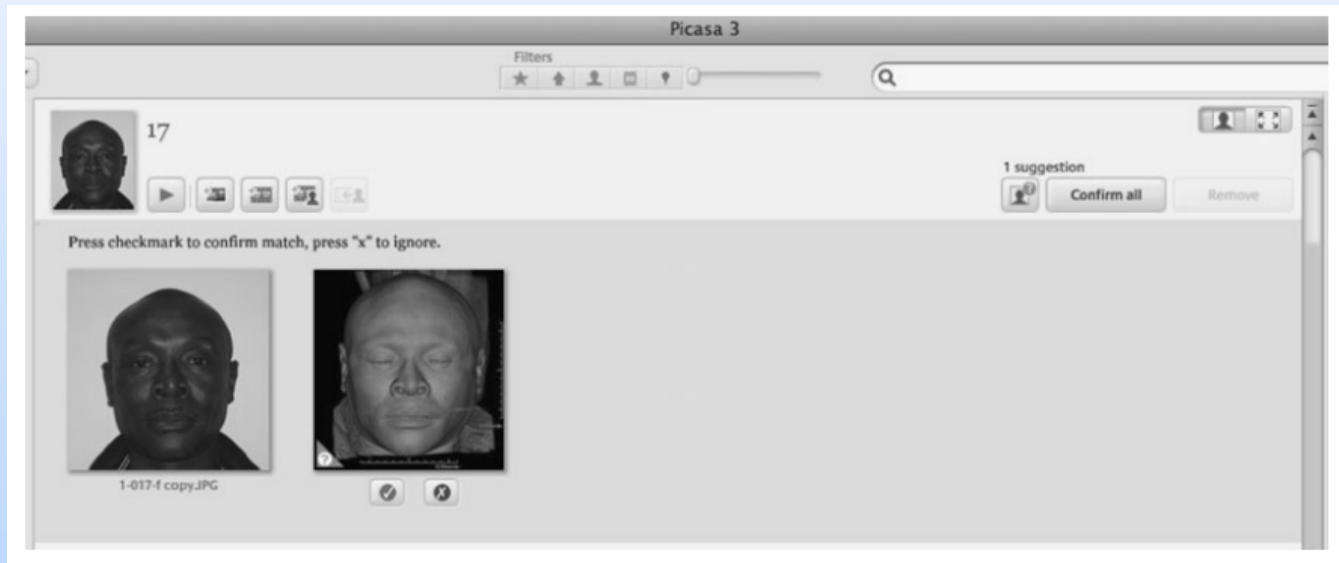 Picasa 3
Filters
17
1 suggestion
Confirm all
Remove
Press checkmark to confirm match, press "x" to ignore.
1-017-f copy.JPG